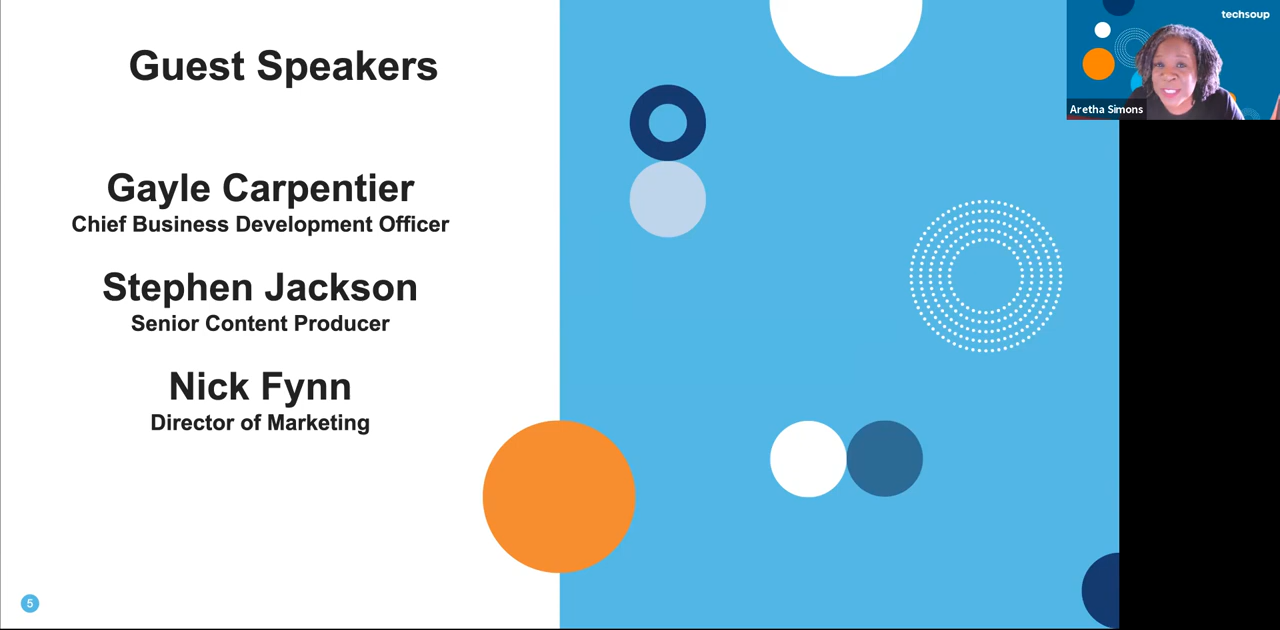 Guest Speakers
Gayle Carpentier
Chief Business Development Officer
Stephen Jackson
Senior Content Producer
Nick Fynn
Director of Marketing
5
techsoup
Aretha Simons